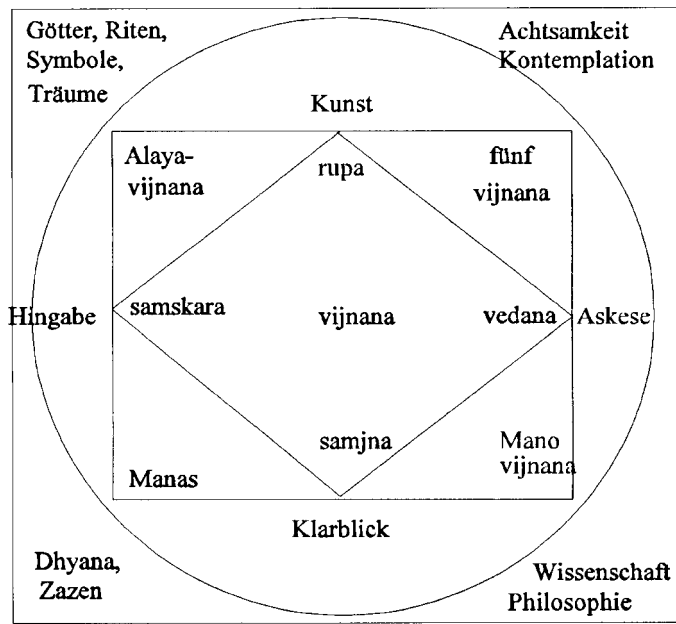 Götter, Riten,
Symbole,
Träume
Achtsamkeit
Kontemplation
Kunst
Alaya-
vijnana
rupa
fünf
vijnana
Hingabe
samskara
vijnana
vedana
Askese
samjna
Manas
Mano
vijnana
Klarblick
Dhyana,
Zazen
Wissenschaft
Philosophie